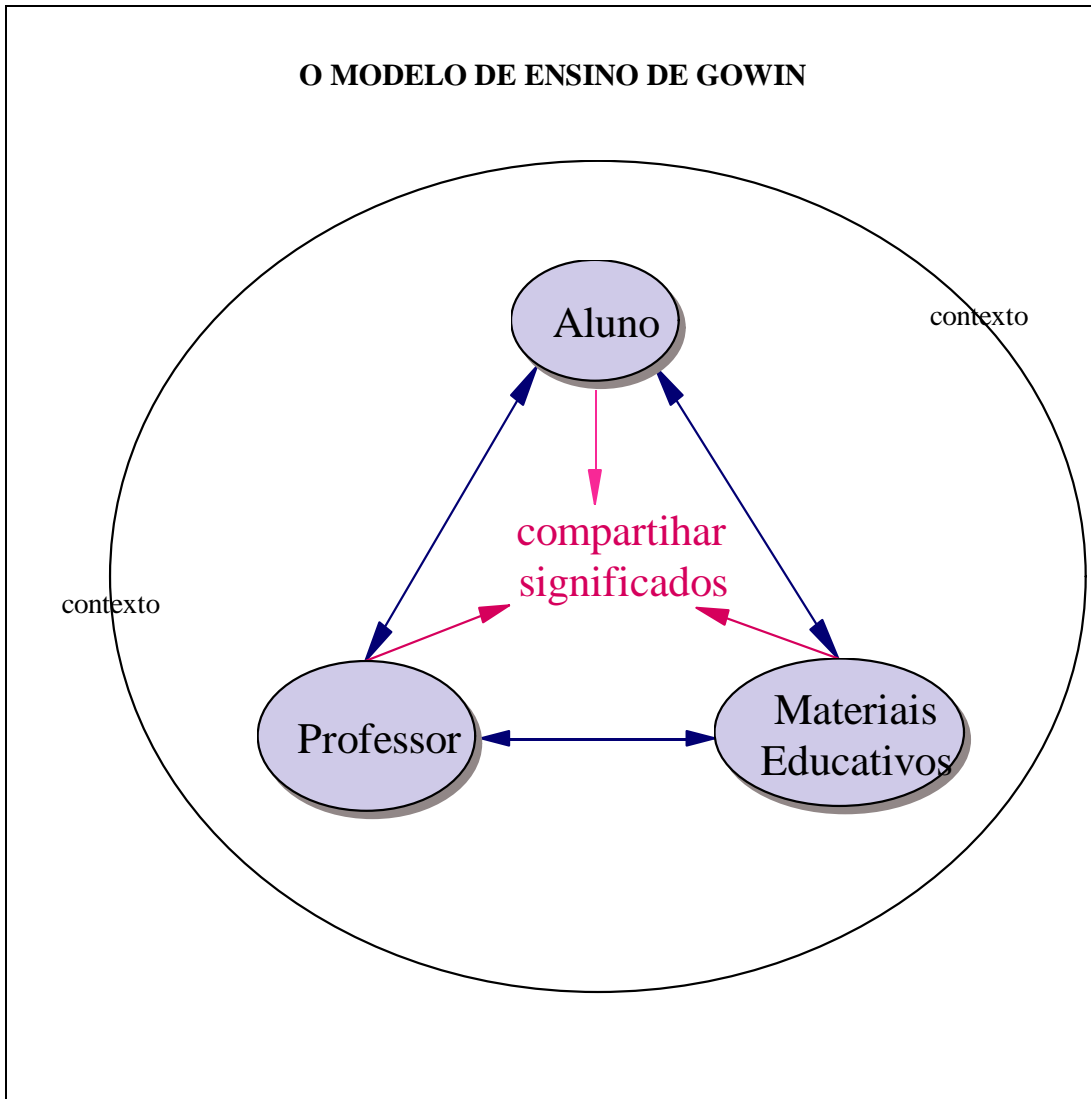 O MODELO DE ENSINO DE GOWIN
Aluno
contexto
compartihar
significados
contexto
Professor
Materiais
Educativos